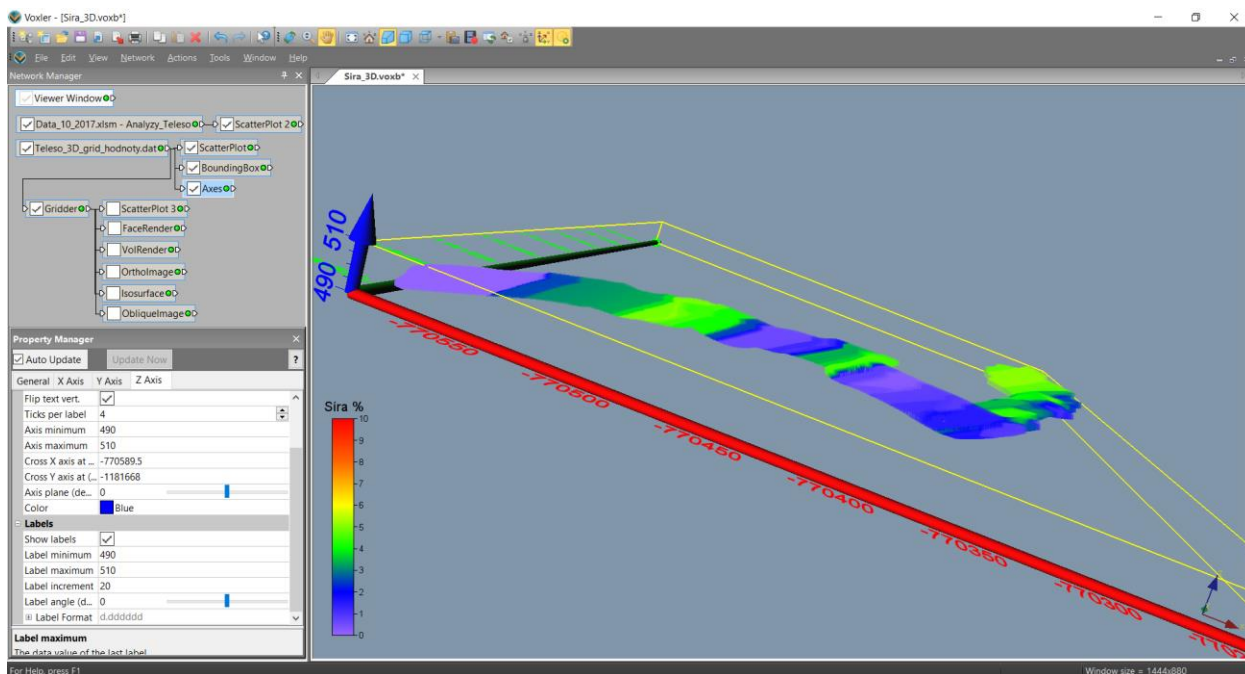 Voxler - [Sira_3D.voxb*]
File Edit View Network Actions Tools Window Help
Network Manager
Sira_3D.voxb*
Viewer Window
Data_10_2017.xlsm - Analyzy_Teleso
ScatterPlot 2
Teleso_3D_grid_hodnoty.dat
ScatterPlot
BoundingBox
Axes
Gridder
ScatterPlot 3
FaceRender
VolRender
OrthoImage
Isosurface
ObliqueImage
Property Manager
Auto Update Update Now ?
General X Axis Y Axis Z Axis
Flip text vert.
Ticks per label 4
Axis minimum 490
Axis maximum 510
Cross X axis at ... -770589.5
Cross Y axis at (... -1181668
Axis plane (de... 0
Color Blue
Labels
Show labels
Label minimum 490
Label maximum 510
Label increment 20
Label angle (d... 0
Label Format d.dddddd
Label maximum
The data value of the last label
For Help, press F1
510
490
-770550
-770500
-770450
-770400
-770350
-770300
Sira %
10
9
8
7
6
5
4
3
2
1
0
Window size = 1444x880